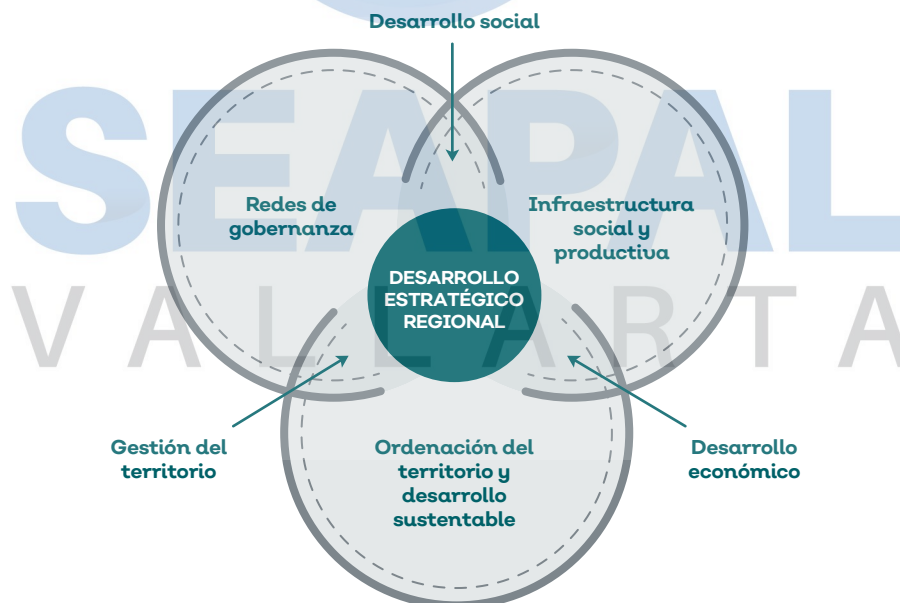 Desarrollo social
SEAPAL
VALLARTA
Redes de
gobernanza
Infraestructura
social y
productiva
DESARROLLO
ESTRATÉGICO
REGIONAL
Gestión del
territorio
Ordenación del
territorio y
desarrollo
sustentable
Desarrollo
económico